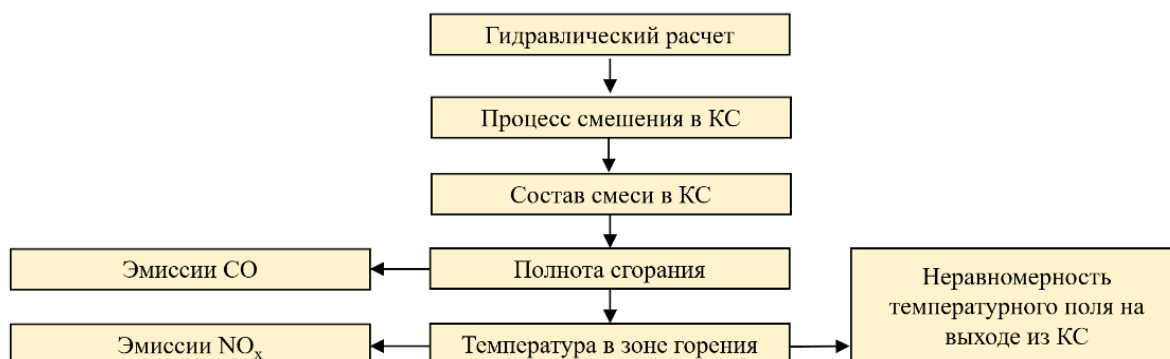 Гидравлический расчет
Процесс смешения в КС
Состав смеси в КС
Эмиссии CO
Полнота сгорания
Неравномерность
температурного поля на
выходе из КС
Эмиссии NOx
Температура в зоне горения